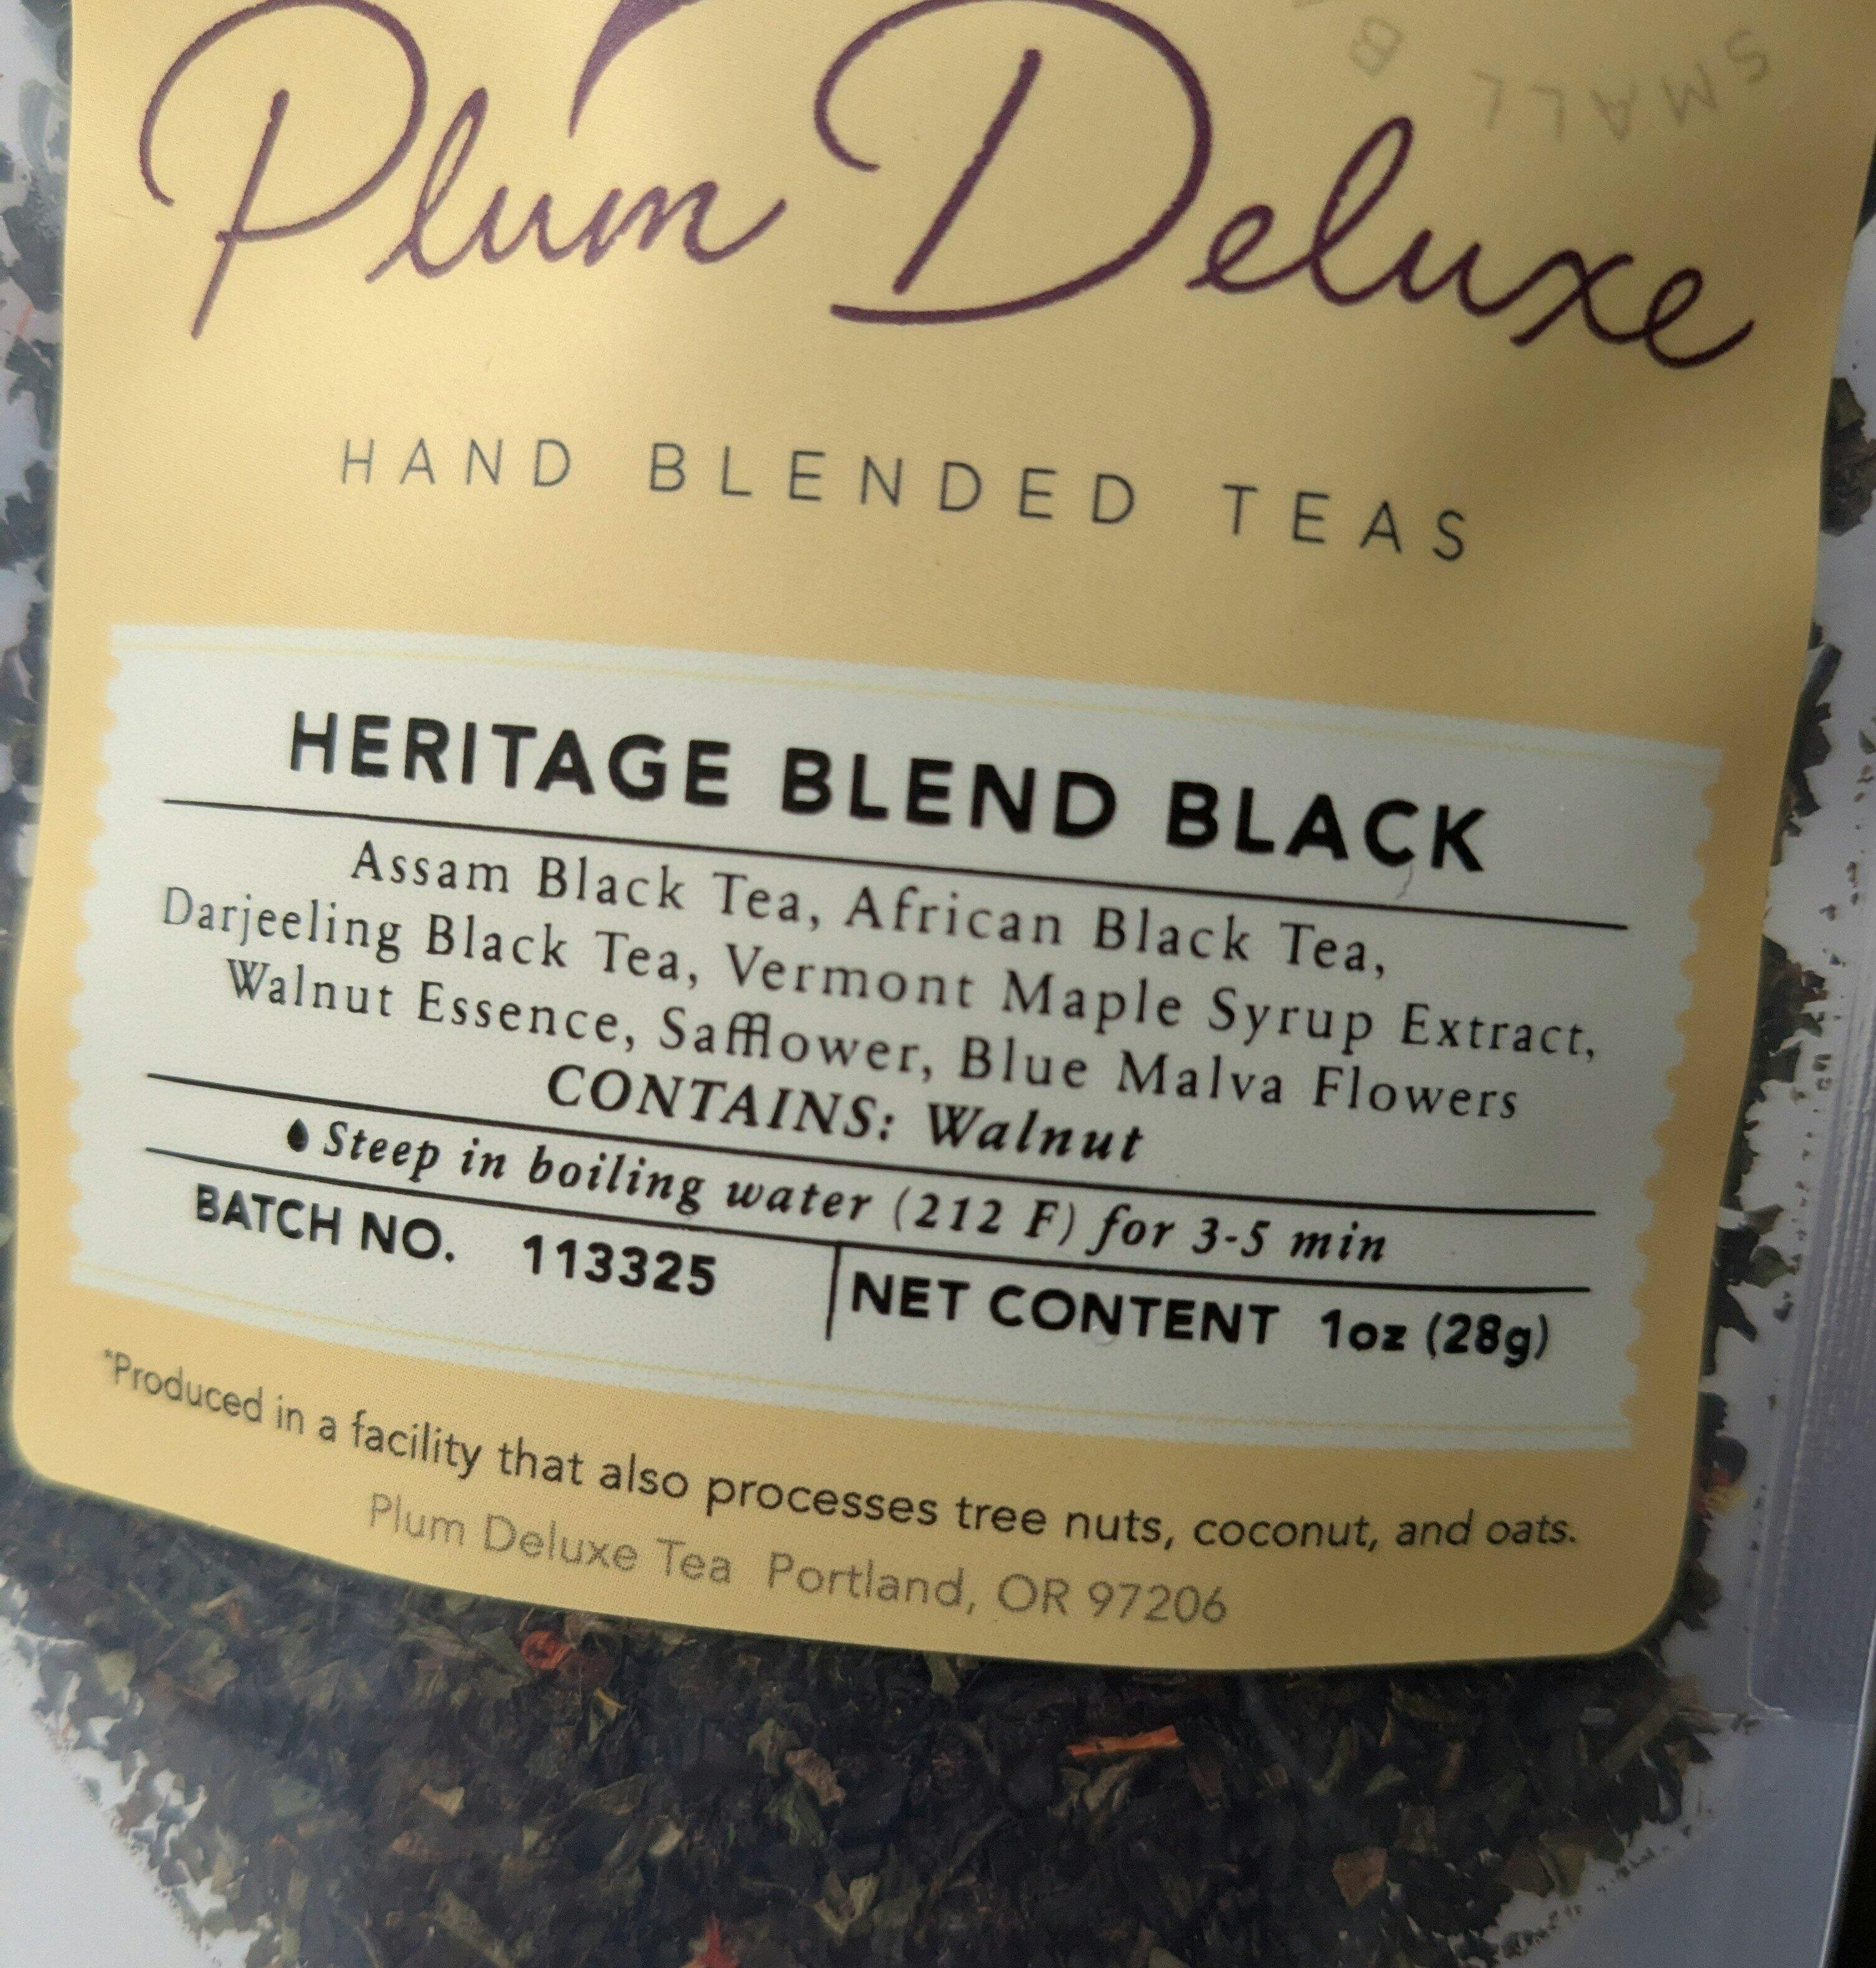 SMALL B
Plum Deluxe
HAND BLENDED TEAS
HERITAGE BLEND BLACK
Assam Black Tea, African Black Tea,
Darjeeling Black Tea, Vermont Maple Syrup Extract,
Walnut Essence, Safflower, Blue Malva Flowers
CONTAINS: Walnut
Steep in boiling water (212 F) for 3-5 min
BATCH NO. 113325
NET CONTENT 1oz (28g)
*Produced in a facility that also processes tree nuts, coconut, and oats.
Plum Deluxe Tea Portland, OR 97206